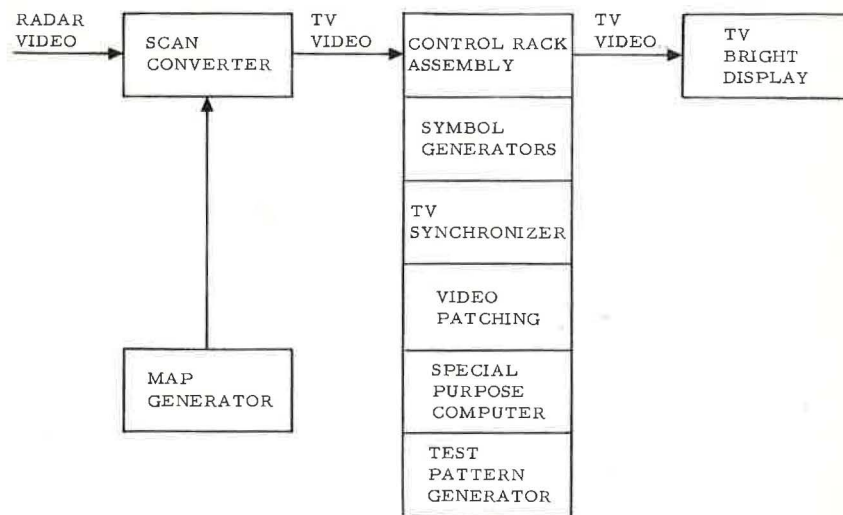 RADAR
VIDEO
SCAN
CONVERTER
TV
VIDEO
CONTROL RACK
ASSEMBLY
TV
VIDEO
TV
BRIGHT
DISPLAY
SYMBOL
GENERATORS
TV
SYNCHRONIZER
VIDEO
PATCHING
MAP
GENERATOR
SPECIAL
PURPOSE
COMPUTER
TEST
PATTERN
GENERATOR